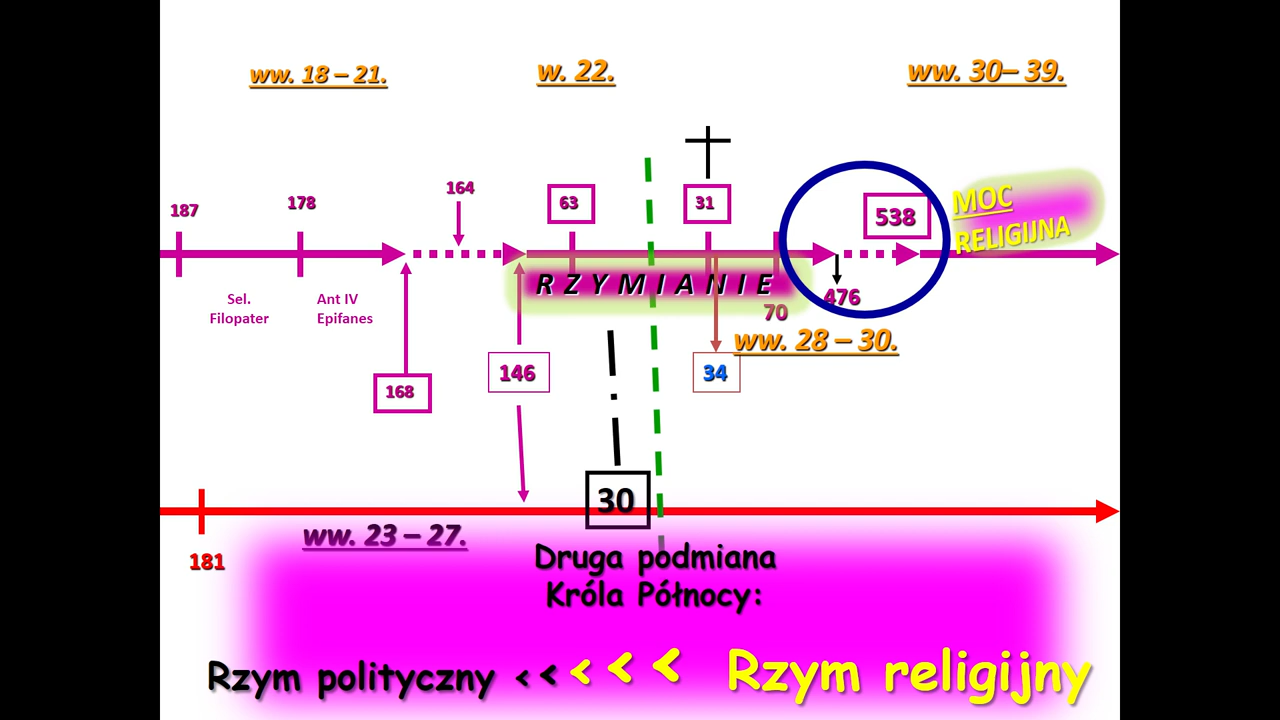 ww. 18 – 21.
w. 22.
ww. 30– 39.
187
178
164
63
31
538
MOC
RELIGIJNA
Sel.
Filopater
Ant IV
Epifanes
R Z Y M I A N I E
476
70
ww. 28 – 30.
168
146
34
30
181
ww. 23 – 27.
Druga podmiana
Króla Północy:
Rzym polityczny < < < < < Rzym religijny